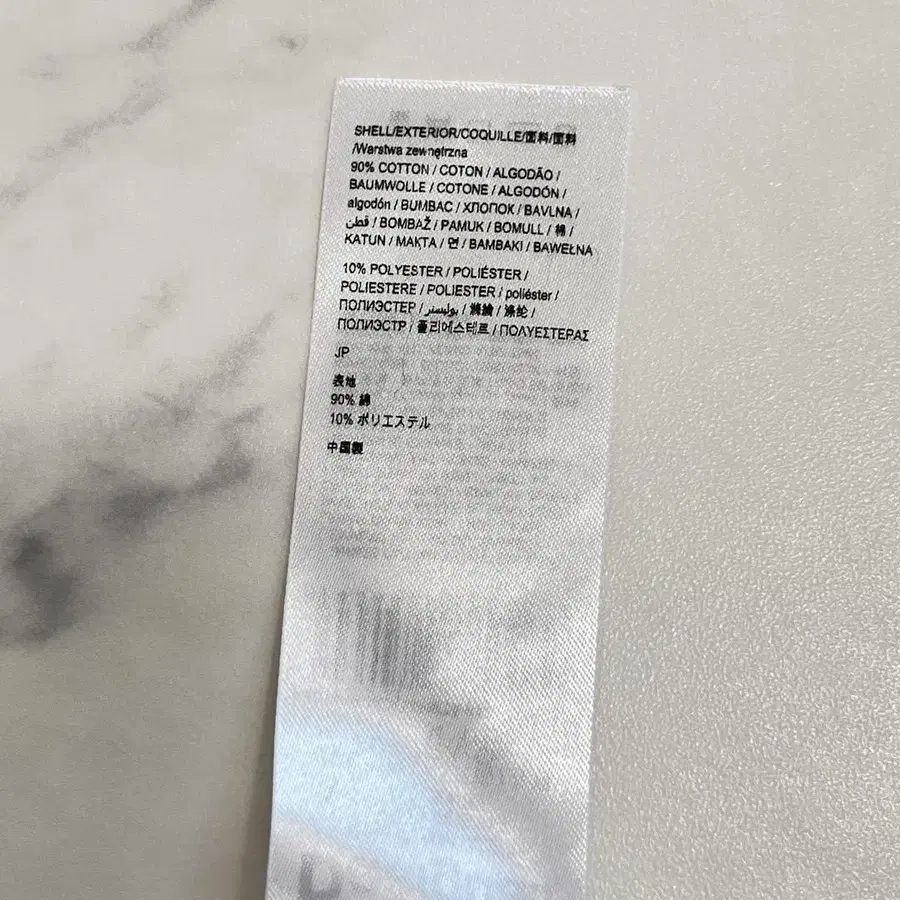 SHELL/EXTERIOR/COQUILLE/面料/面料
/Warstwa zewnętrzna
90% COTTON / COTON / ALGODÃO /
BAUMWOLLE / COTONE / ALGODÓN /
algodón / BUMBAC / ХЛОПОК / BAVLNA /
قطن / BOMBAŽ / PAMUK / BOMULL / 棉 /
KATUN / МАҚТА / 면 / BAMBAKI / BAWEŁNA
10% POLYESTER / POLIÉSTER /
POLIESTERE / POLIESTER / poliéster /
ПОЛИЭСТЕР / بوليستر / 滌綸 / 涤纶 /
ПОЛИЭСТР / 폴리에스테르 / ΠΟΛΥΕΣΤΕΡΑΣ
JP
表地
90% 綿
10% ポリエステル
中国製